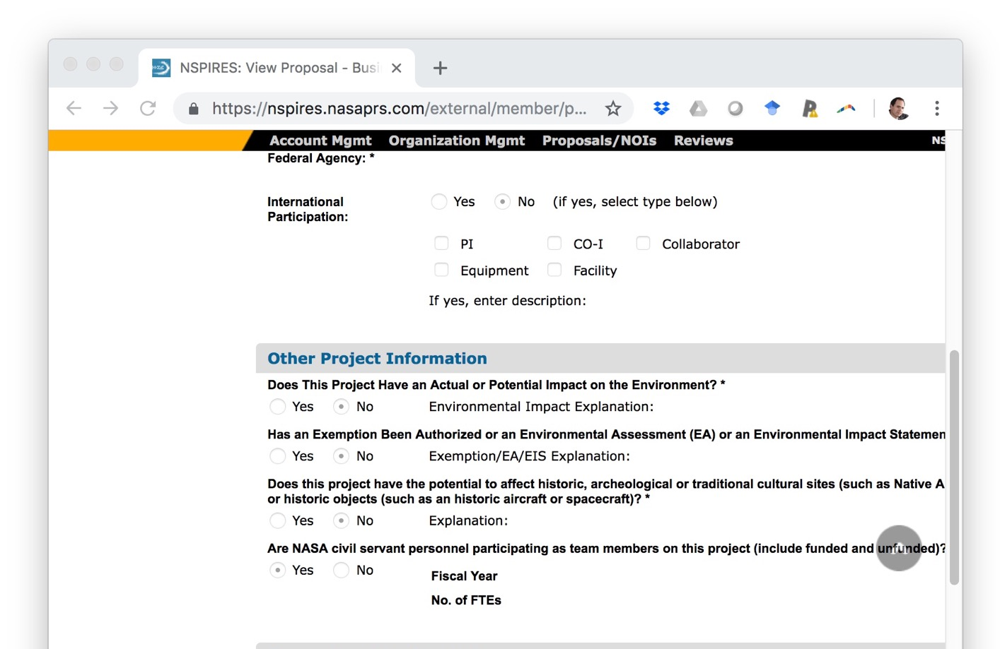 NSPIRES: View Proposal - Busi
https://nspires.nasaprs.com/external/member/p...
Account Mgmt Organization Mgmt Proposals/NOIs Reviews NS
Federal Agency: *
International Participation:
Yes No (if yes, select type below)
PI CO-I Collaborator
Equipment Facility
If yes, enter description:
Other Project Information
Does This Project Have an Actual or Potential Impact on the Environment? *
Yes No Environmental Impact Explanation:
Has an Exemption Been Authorized or an Environmental Assessment (EA) or an Environmental Impact Statemen
Yes No Exemption/EA/EIS Explanation:
Does this project have the potential to affect historic, archeological or traditional cultural sites (such as Native A
or historic objects (such as an historic aircraft or spacecraft)? *
Yes No Explanation:
Are NASA civil servant personnel participating as team members on this project (include funded and unfunded)?
Yes No Fiscal Year
No. of FTEs